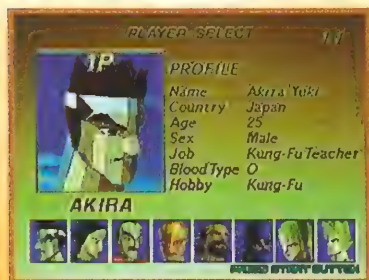 PLAYER SELECT
1P
PROFILE
Name Akira Yuki
Country Japan
Age 25
Sex Male
Job Kung-Fu Teacher
Blood Type O
Hobby Kung-Fu
AKIRA
PRESS START BUTTON